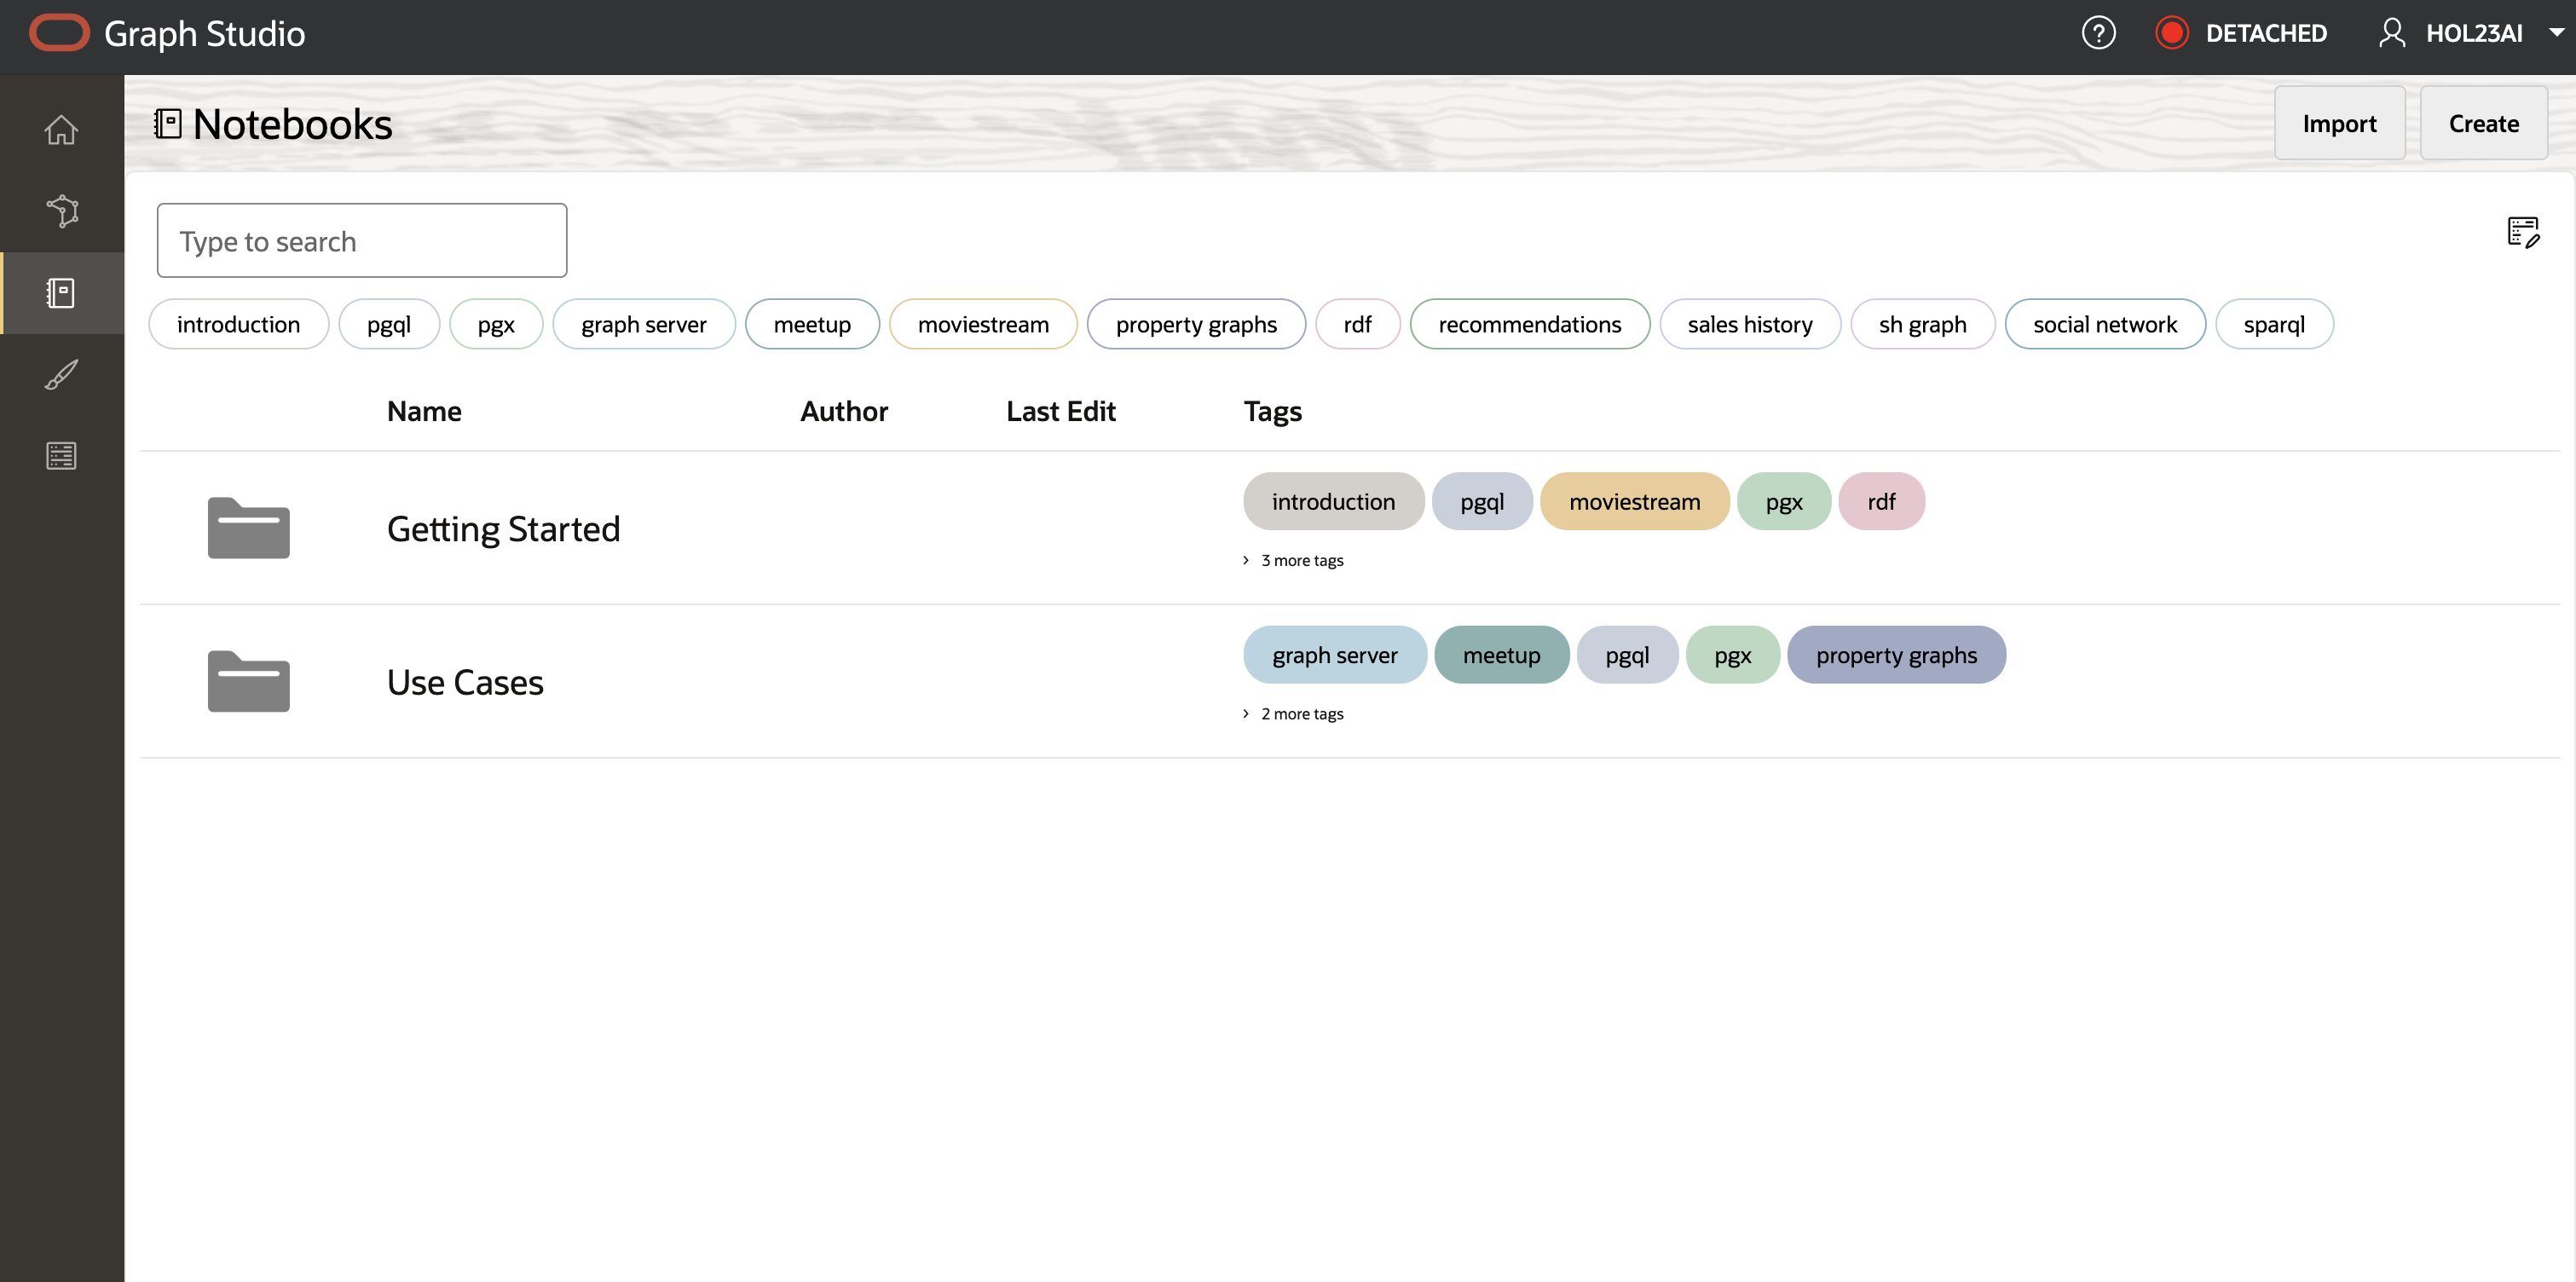 Graph Studio
? DETACHED HOL23AI
Notebooks
Import Create
Type to search
introduction pgql pgx graph server meetup moviestream property graphs rdf recommendations sales history sh graph social network sparql
Name Author Last Edit Tags
Getting Started
introduction pgql moviestream pgx rdf
3 more tags
Use Cases
graph server meetup pgql pgx property graphs
2 more tags